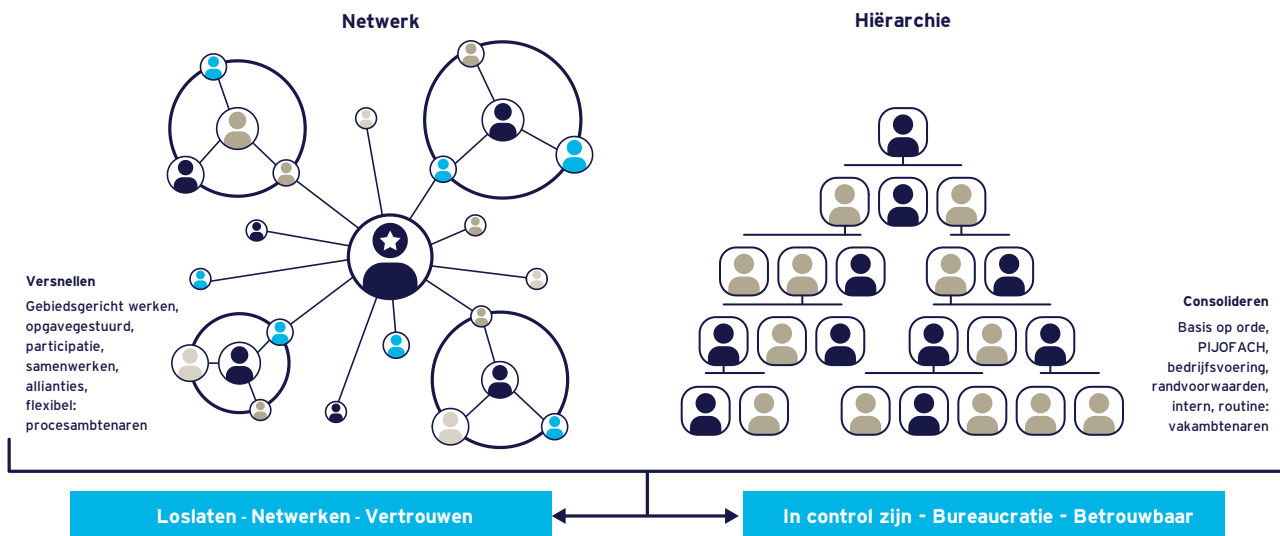 Netwerk
Hiërarchie
Versnellen
Gebiedsgericht werken,
opgavegestuurd,
participatie,
samenwerken,
allianties,
flexibel:
procesambtenaren
Consolideren
Basis op orde,
PIJOFACH,
bedrijfsvoering,
randvoorwaarden,
intern, routine:
vakambtenaren
Loslaten - Netwerken - Vertrouwen
In control zijn - Bureaucratie - Betrouwbaar